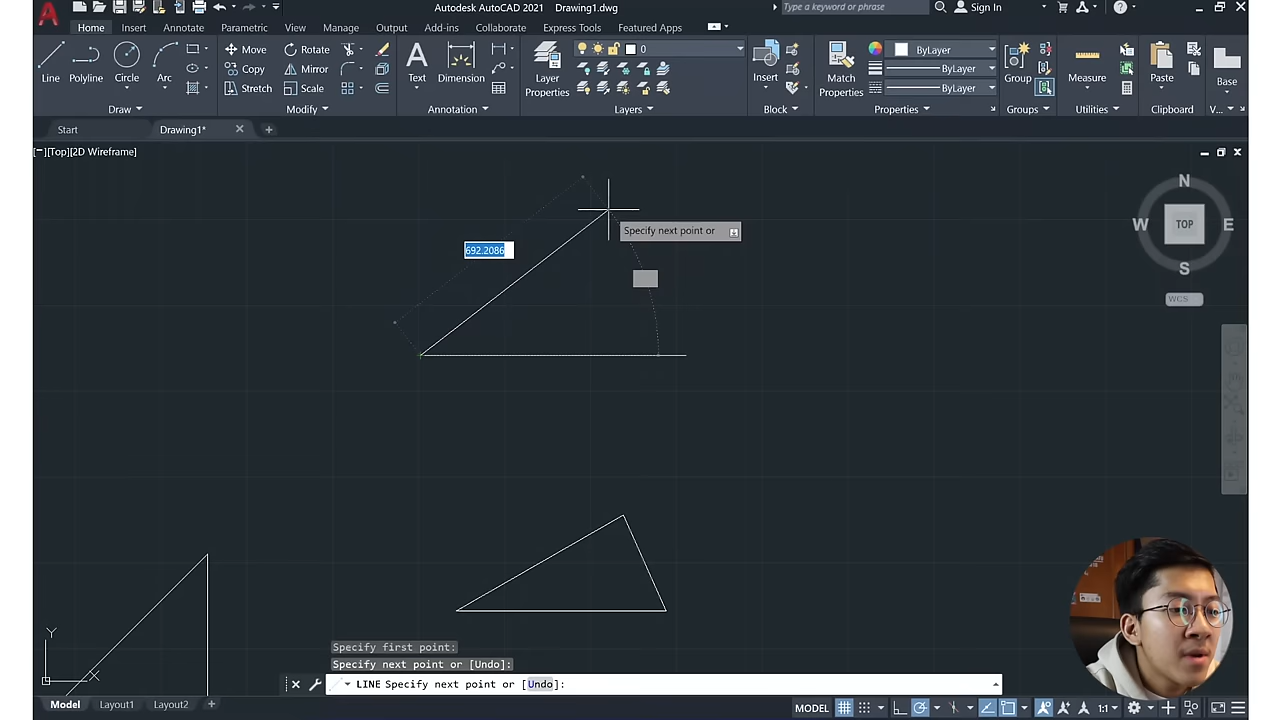 Autodesk AutoCAD 2021 Drawing1.dwg
Type a keyword or phrase
Sign In
Home Insert Annotate Parametric View Manage Output Add-ins Collaborate Express Tools Featured Apps
Line Polyline Circle Arc
Move Rotate
Copy Mirror
Stretch Scale
Text Dimension
Layer Properties
0
Insert
Match Properties
ByLayer
ByLayer
ByLayer
Group
Measure
Paste
Base
Draw Modify Annotation Layers Block Properties Groups Utilities Clipboard V...
Start Drawing1*
[−][Top][2D Wireframe]
N
W TOP E
S
WCS
Specify next point or
692.2086
Y
X
Specify first point:
Specify next point or [Undo]:
LINE Specify next point or [Undo]:
Model Layout1 Layout2
MODEL 1:1